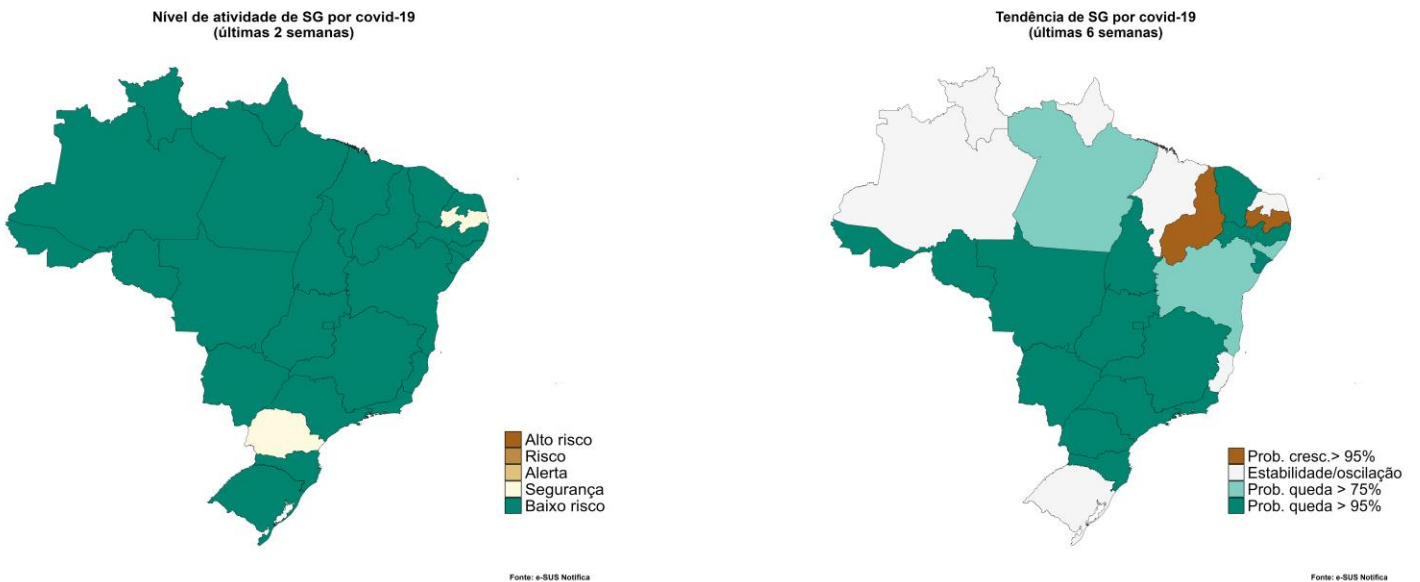 Nível de atividade de SG por covid-19
(últimas 2 semanas)
Alto risco
Risco
Alerta
Segurança
Baixo risco
Fonte: e-SUS Notifica
Tendência de SG por covid-19
(últimas 6 semanas)
Prob. cresc.> 95%
Estabilidade/oscilação
Prob. queda > 75%
Prob. queda > 95%
Fonte: e-SUS Notifica